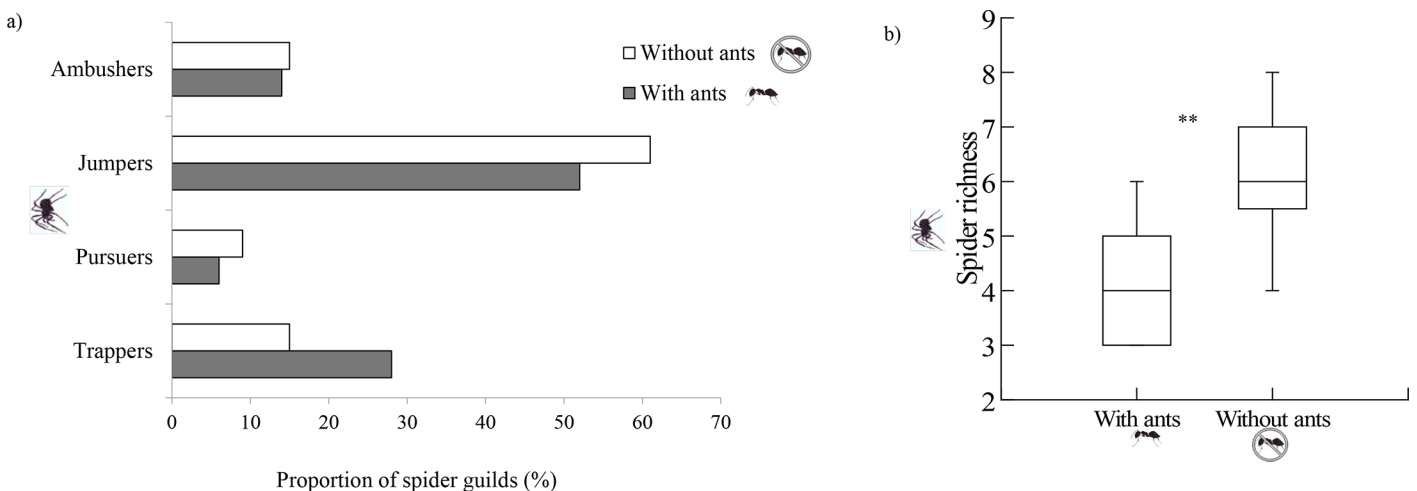 a)
Ambushers
Jumpers
Pursuers
Trappers
0 10 20 30 40 50 60 70
Proportion of spider guilds (%)
Without ants
With ants
b)
Spider richness
9
8
7
6
5
4
3
2
**
With ants
Without ants